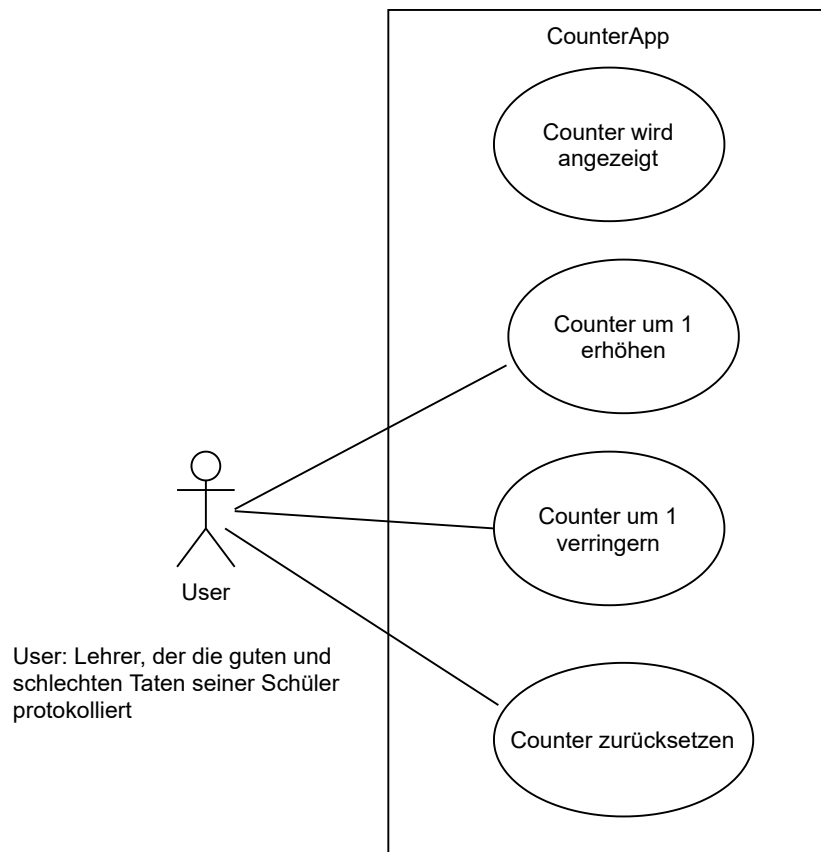 CounterApp
Counter wird
angezeigt
Counter um 1
erhöhen
Counter um 1
verringern
User
User: Lehrer, der die guten und
schlechten Taten seiner Schüler
protokolliert
Counter zurücksetzen